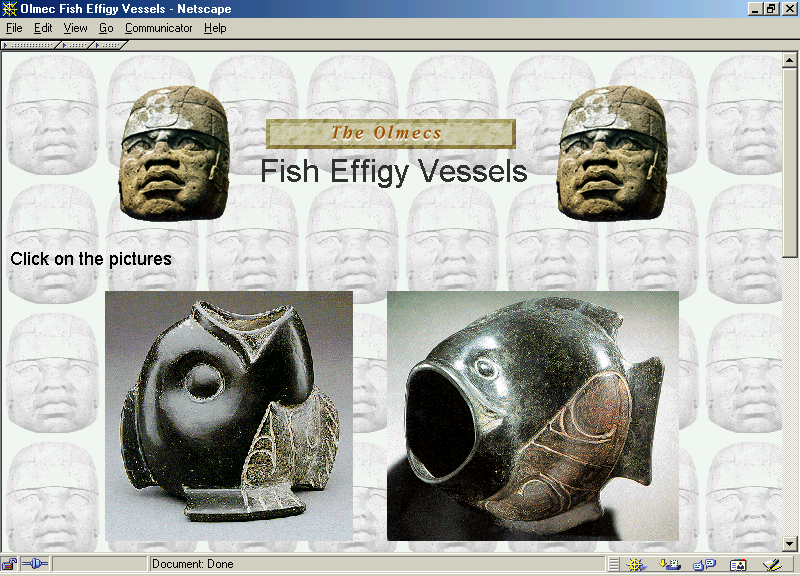 Olmec Fish Effigy Vessels - Netscape
File Edit View Go Communicator Help
The Olmecs
Fish Effigy Vessels
Click on the pictures
Document: Done